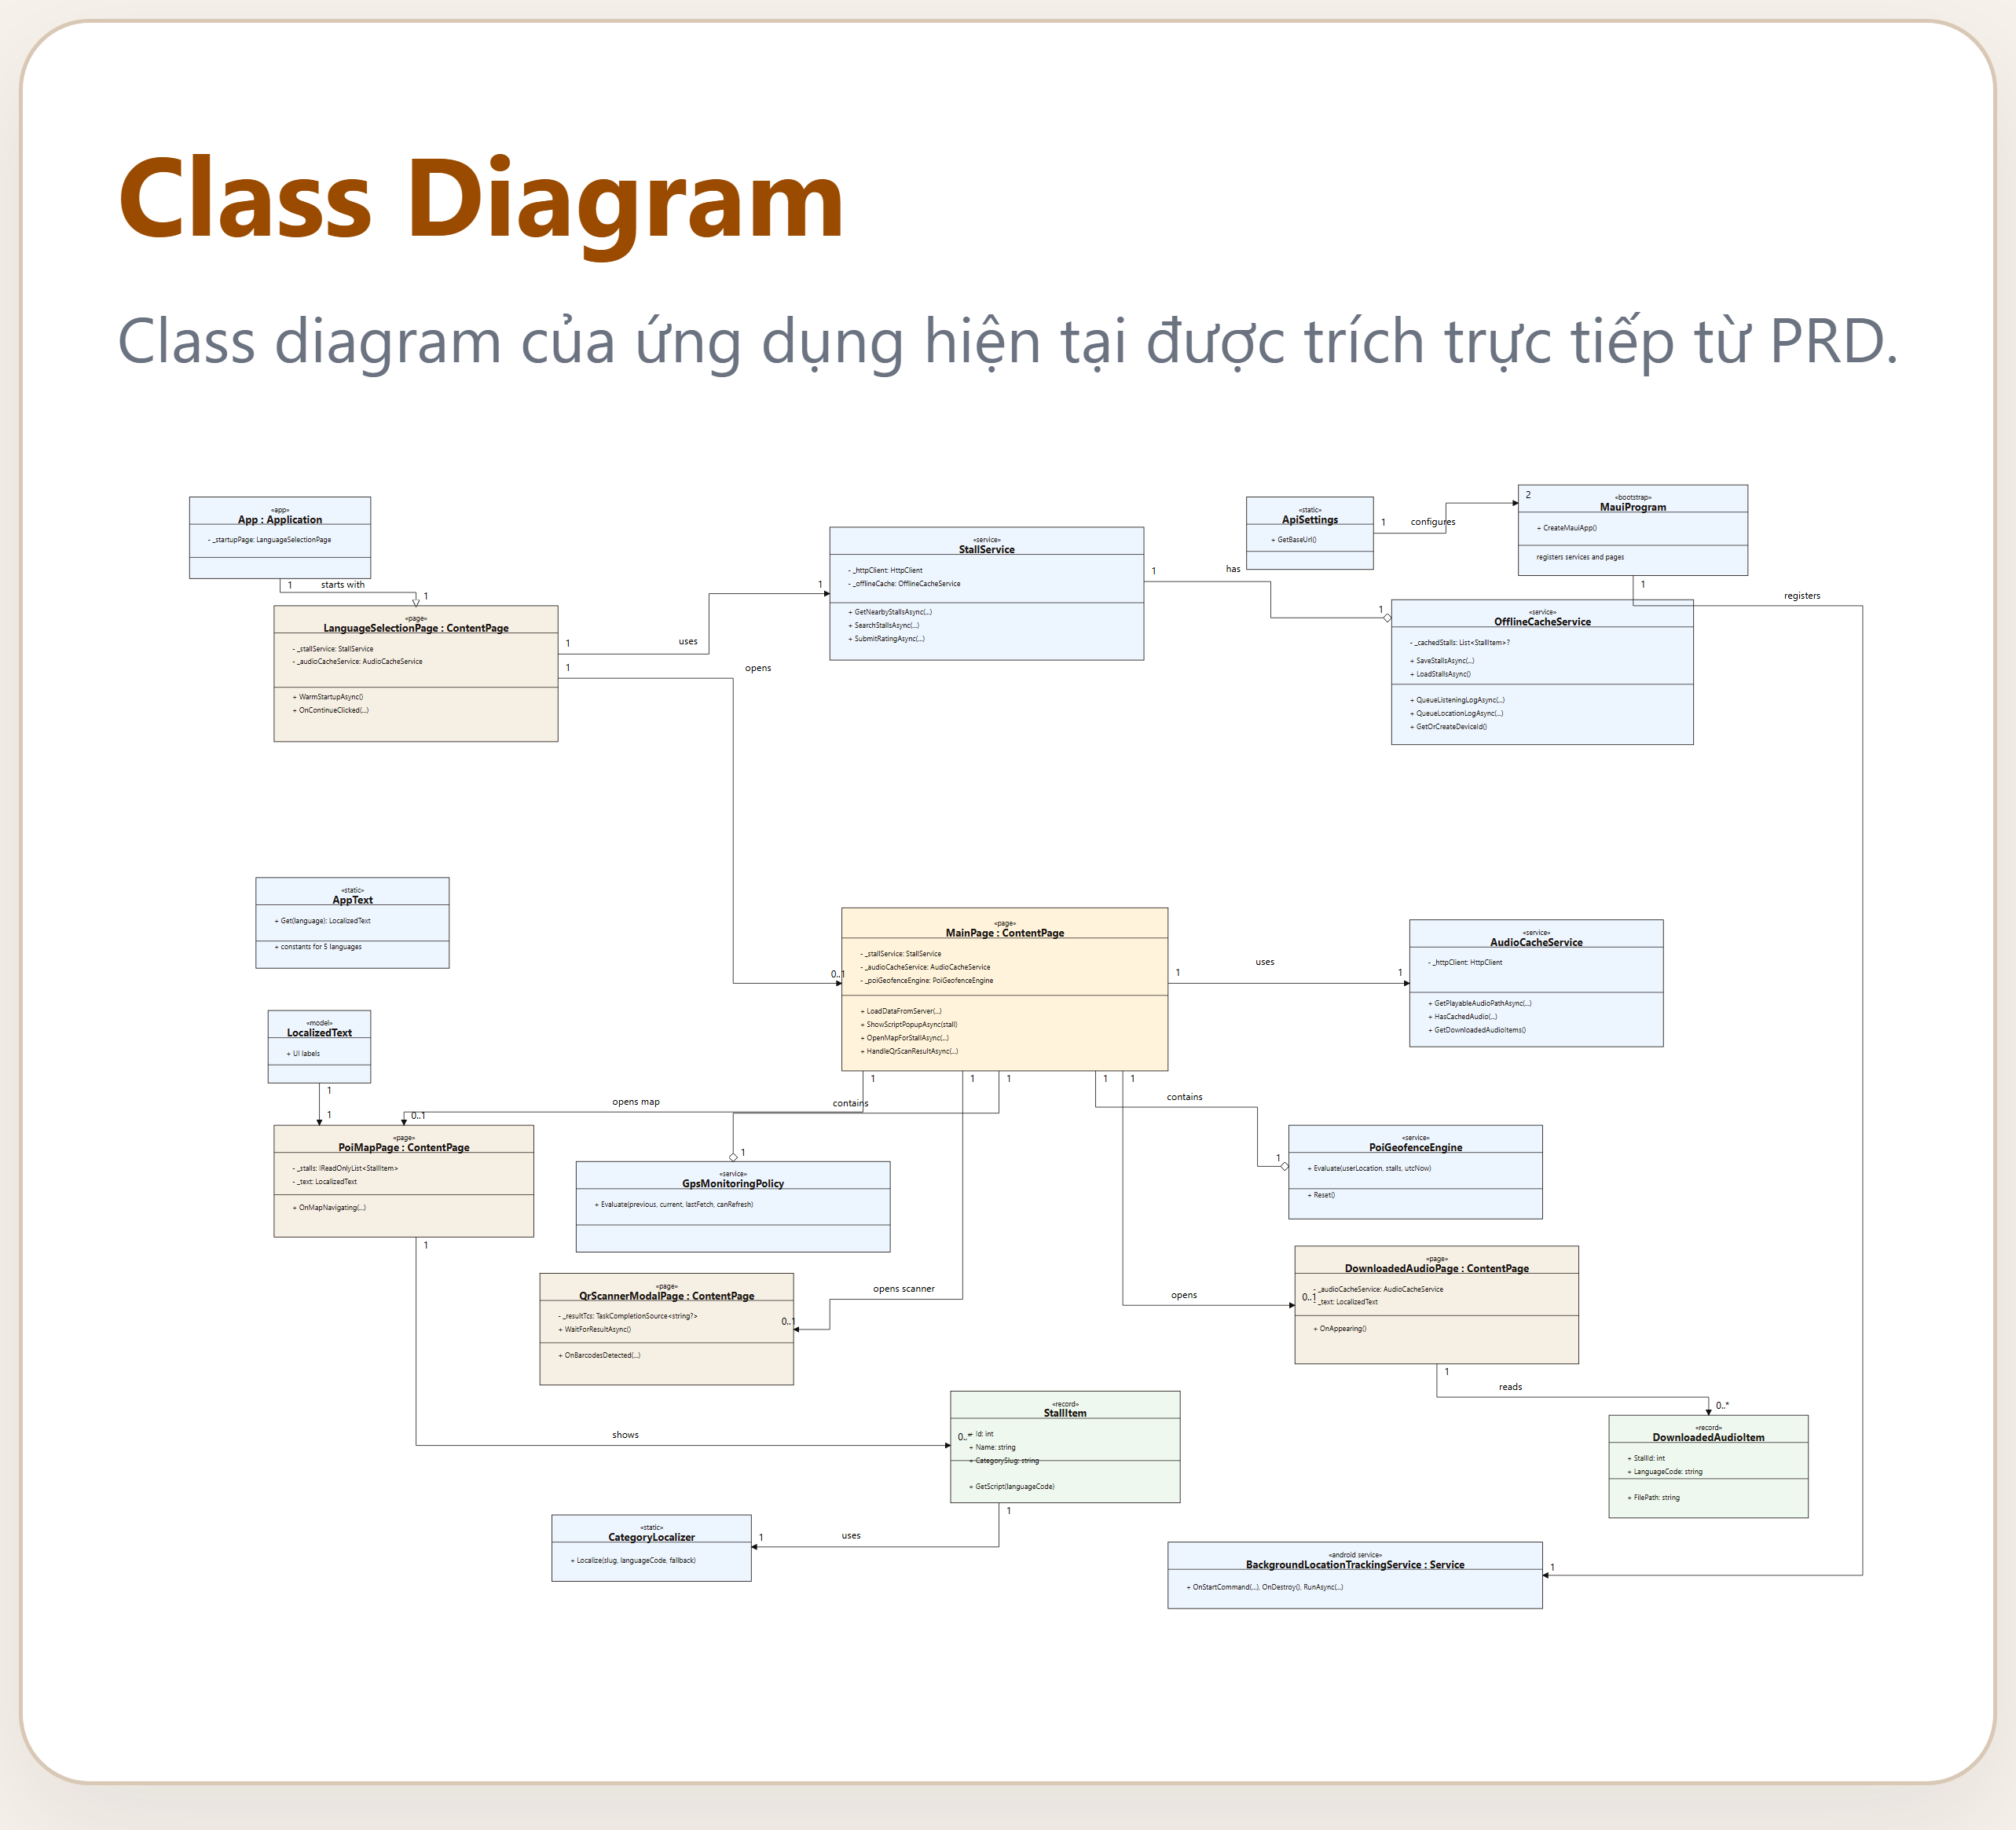 Class Diagram
Class diagram của ứng dụng hiện tại được trích trực tiếp từ PRD.
«app»
App : Application
- _startupPage: LanguageSelectionPage
1
starts with
1
«page»
LanguageSelectionPage : ContentPage
- _stallService: StallService
- _audioCacheService: AudioCacheService
+ WarmStartupAsync()
+ OnContinueClicked(...)
1
uses
1
1
opens
0..1
«service»
StallService
- _httpClient: HttpClient
- _offlineCache: OfflineCacheService
+ GetNearbyStallsAsync(...)
+ SearchStallsAsync(...)
+ SubmitRatingAsync(...)
1
has
1
«static»
ApiSettings
+ GetBaseUrl()
1
configures
2
«bootstrap»
MauiProgram
+ CreateMauiApp()
registers services and pages
1
registers
1
«service»
OfflineCacheService
- _cachedStalls: List<StallItem>?
+ SaveStallsAsync(...)
+ LoadStallsAsync()
+ QueueListeningLogAsync(...)
+ QueueLocationLogAsync(...)
+ GetOrCreateDeviceId()
«static»
AppText
+ Get(language): LocalizedText
+ constants for 5 languages
«model»
LocalizedText
+ UI labels
1
1
«page»
MainPage : ContentPage
- _stallService: StallService
- _audioCacheService: AudioCacheService
- _poiGeofenceEngine: PoiGeofenceEngine
+ LoadDataFromServer(...)
+ ShowScriptPopupAsync(stall)
+ OpenMapForStallAsync(...)
+ HandleQrScanResultAsync(...)
1
uses
1
«service»
AudioCacheService
- _httpClient: HttpClient
+ GetPlayableAudioPathAsync(...)
+ HasCachedAudio(...)
+ GetDownloadedAudioItems()
1
1
1
1
1
opens map
0..1
contains
1
contains
1
«page»
PoiMapPage : ContentPage
- _stalls: IReadOnlyList<StallItem>
- _text: LocalizedText
+ OnMapNavigating(...)
1
«service»
GpsMonitoringPolicy
+ Evaluate(previous, current, lastFetch, canRefresh)
«service»
PoiGeofenceEngine
+ Evaluate(userLocation, stalls, utcNow)
+ Reset()
«page»
QrScannerModalPage : ContentPage
- _resultTcs: TaskCompletionSource<string?>
+ WaitForResultAsync()
+ OnBarcodesDetected(...)
opens scanner
0..1
opens
0..1
«page»
DownloadedAudioPage : ContentPage
- _audioCacheService: AudioCacheService
- _text: LocalizedText
+ OnAppearing()
1
reads
0..*
shows
0..*
«record»
StallItem
+ Id: int
+ Name: string
+ CategorySlug: string
+ GetScript(languageCode)
1
uses
1
«record»
DownloadedAudioItem
+ StallId: int
+ LanguageCode: string
+ FilePath: string
«static»
CategoryLocalizer
+ Localize(slug, languageCode, fallback)
«android service»
BackgroundLocationTrackingService : Service
+ OnStartCommand(...), OnDestroy(), RunAsync(...)